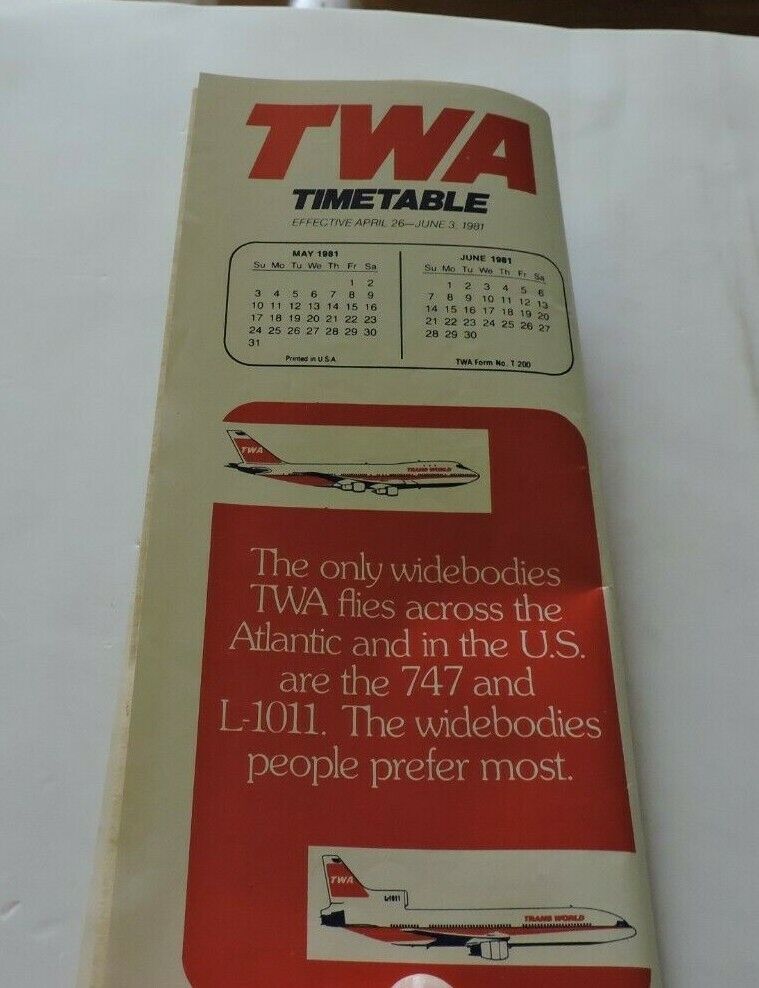 TWA
TIMETABLE
EFFECTIVE APRIL 26—JUNE 3, 1981
MAY 1981
Su Mo Tu We Th Fr Sa
1 2
3 4 5 6 7 8 9
10 11 12 13 14 15 16
17 18 19 20 21 22 23
24 25 26 27 28 29 30
31
Printed in U.S.A.
JUNE 1981
Su Mo Tu We Th Fr Sa
1 2 3 4 5 6
7 8 9 10 11 12 13
14 15 16 17 18 19 20
21 22 23 24 25 26 27
28 29 30
TWA Form No. T 200
TWA
TRANS WORLD
The only widebodies
TWA flies across the
Atlantic and in the U.S.
are the 747 and
L-1011. The widebodies
people prefer most.
TWA
L-1011
TRANS WORLD